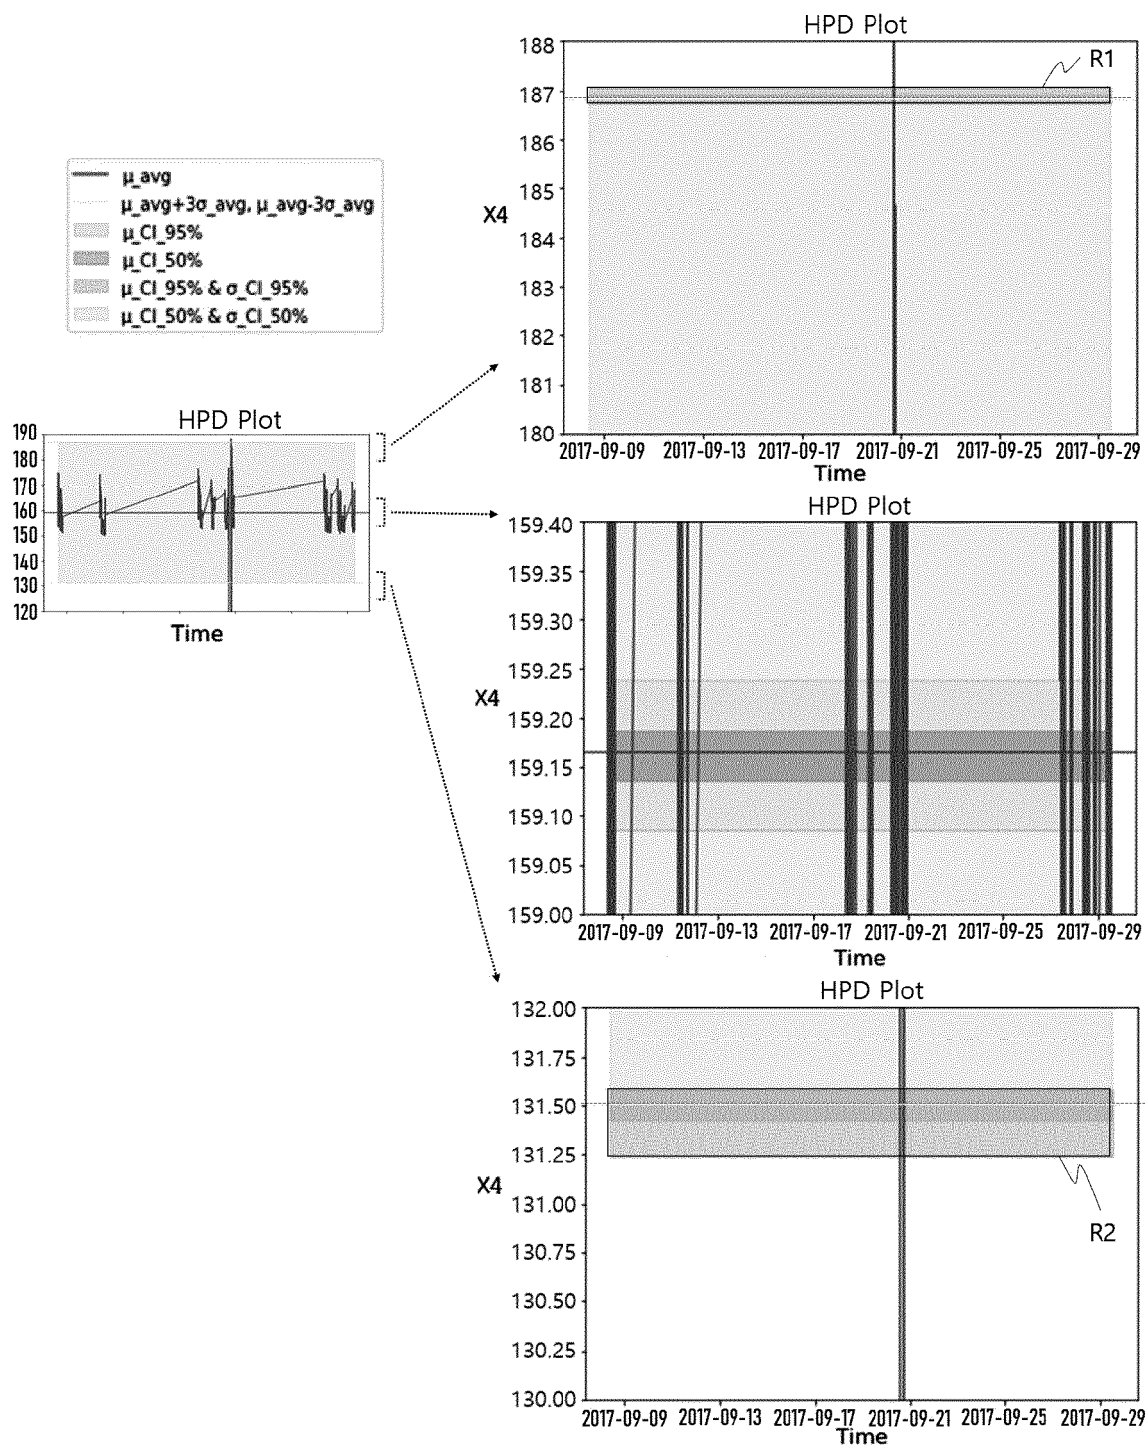 HPD Plot
188
187
186
185
184
183
182
181
180
X4
R1
2017-09-09 2017-09-13 2017-09-17 2017-09-21 2017-09-25 2017-09-29
Time
μ_avg
μ_avg+3σ_avg, μ_avg-3σ_avg
μ_CI_95%
μ_CI_50%
μ_CI_95% & σ_CI_95%
μ_CI_50% & σ_CI_50%
HPD Plot
190
180
170
160
150
140
130
120
Time
HPD Plot
159.40
159.35
159.30
159.25
159.20
159.15
159.10
159.05
159.00
X4
2017-09-09 2017-09-13 2017-09-17 2017-09-21 2017-09-25 2017-09-29
Time
HPD Plot
132.00
131.75
131.50
131.25
131.00
130.75
130.50
130.25
130.00
X4
R2
2017-09-09 2017-09-13 2017-09-17 2017-09-21 2017-09-25 2017-09-29
Time